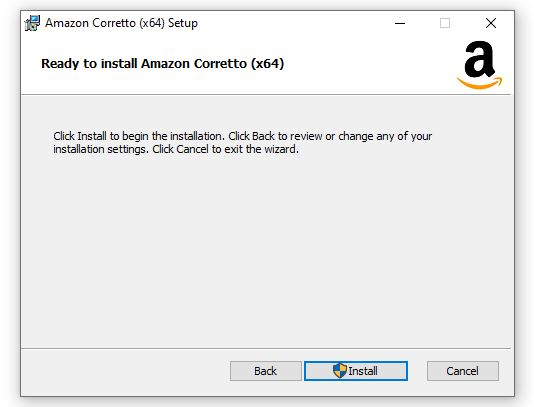 Amazon Corretto (x64) Setup
Ready to install Amazon Corretto (x64)
a
Click Install to begin the installation. Click Back to review or change any of your
installation settings. Click Cancel to exit the wizard.
Back
Install
Cancel